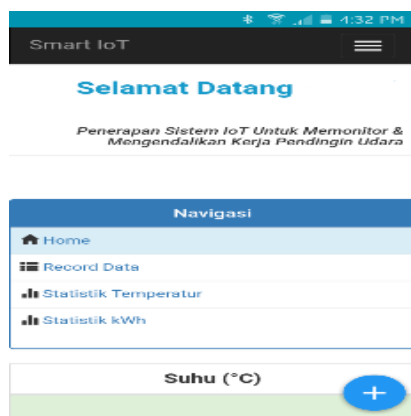 4:32 PM
Smart IoT
Selamat Datang
Penerapan Sistem IoT Untuk Memonitor &
Mengendalikan Kerja Pendingin Udara
Navigasi
Home
Record Data
Statistik Temperatur
Statistik kWh
Suhu (°C)
+